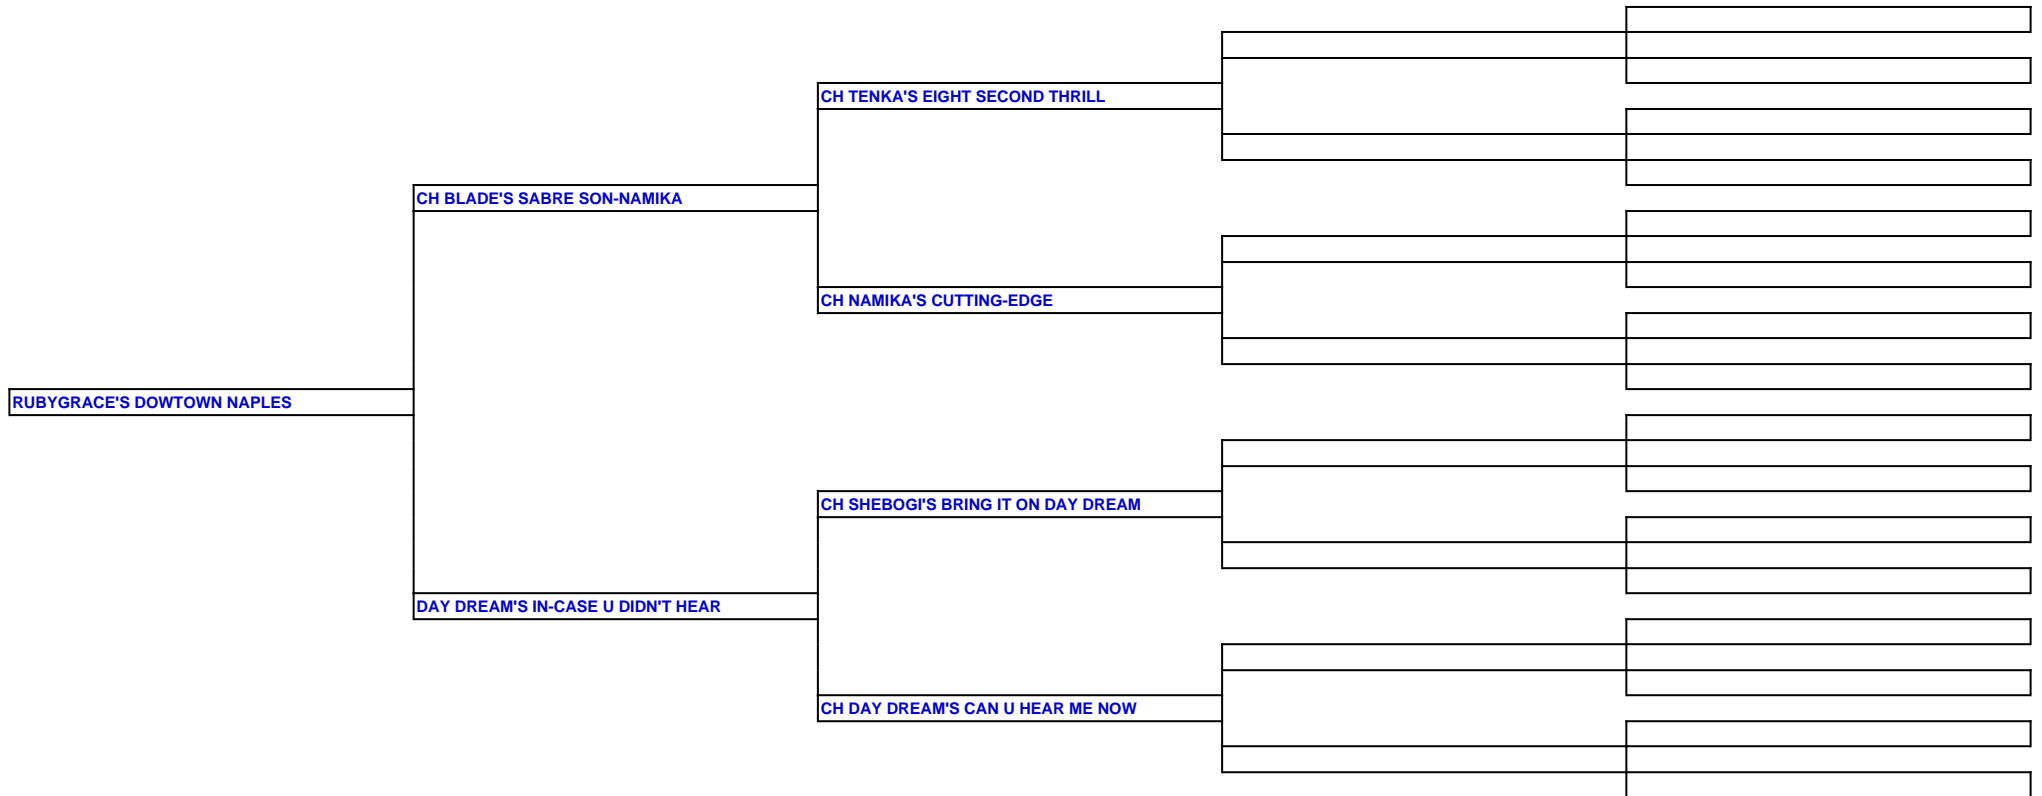 CH TENKA'S EIGHT SECOND THRILL
CH BLADE'S SABRE SON-NAMIKA
CH NAMIKA'S CUTTING-EDGE
RUBYGRACE'S DOWTOWN NAPLES
CH SHEBOGI'S BRING IT ON DAY DREAM
DAY DREAM'S IN-CASE U DIDN'T HEAR
CH DAY DREAM'S CAN U HEAR ME NOW